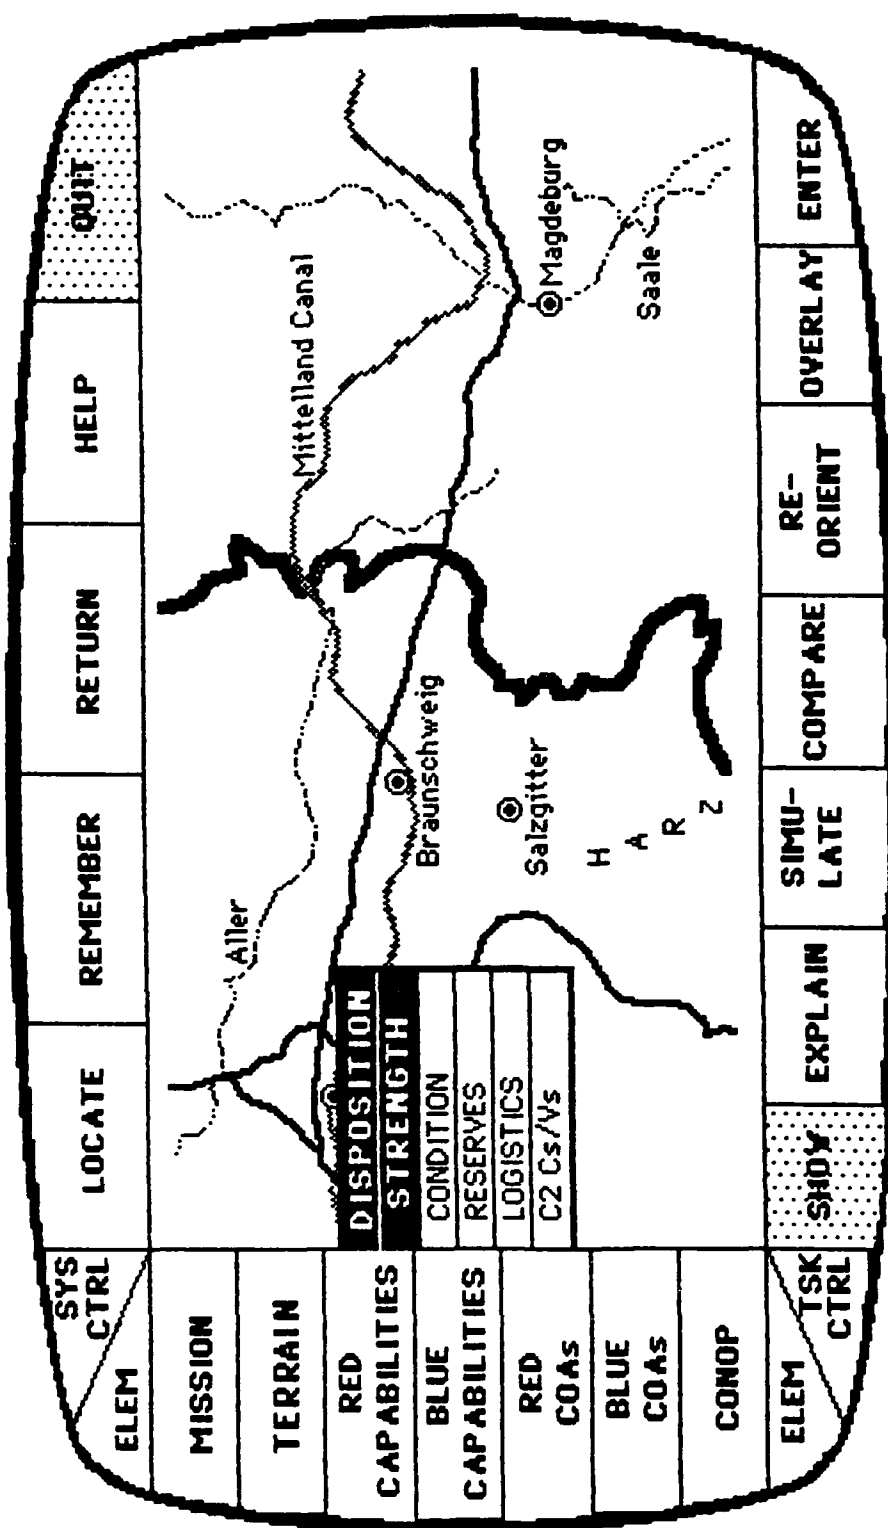 SYS
CTRL
ELEM
LOCATE
REMEMBER
RETURN
HELP
QUIT
MISSION
TERRAIN
RED
CAPABILITIES
BLUE
CAPABILITIES
RED
COAs
BLUE
COAs
CONOP
ELEM
TSK
CTRL
DISPOSITION
STRENGTH
CONDITION
RESERVES
LOGISTICS
C2 Cs/Vs
Aller
Mittelland Canal
Braunschweig
Magdeburg
Salzgitter
Saale
H A R Z
SHOW
EXPLAIN
SIMU-
LATE
COMPARE
RE-
ORIENT
OVERLAY
ENTER